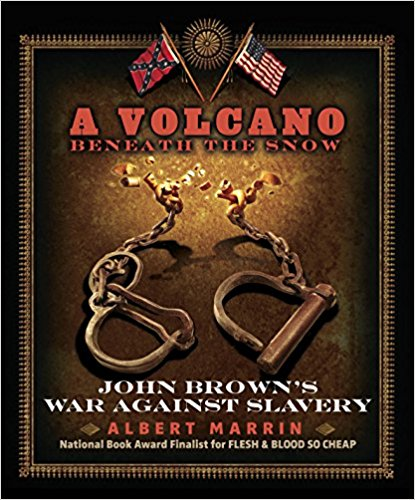 A VOLCANO
BENEATH THE SNOW
JOHN BROWN'S
WAR AGAINST SLAVERY
ALBERT MARRIN
National Book Award Finalist for FLESH & BLOOD SO CHEAP